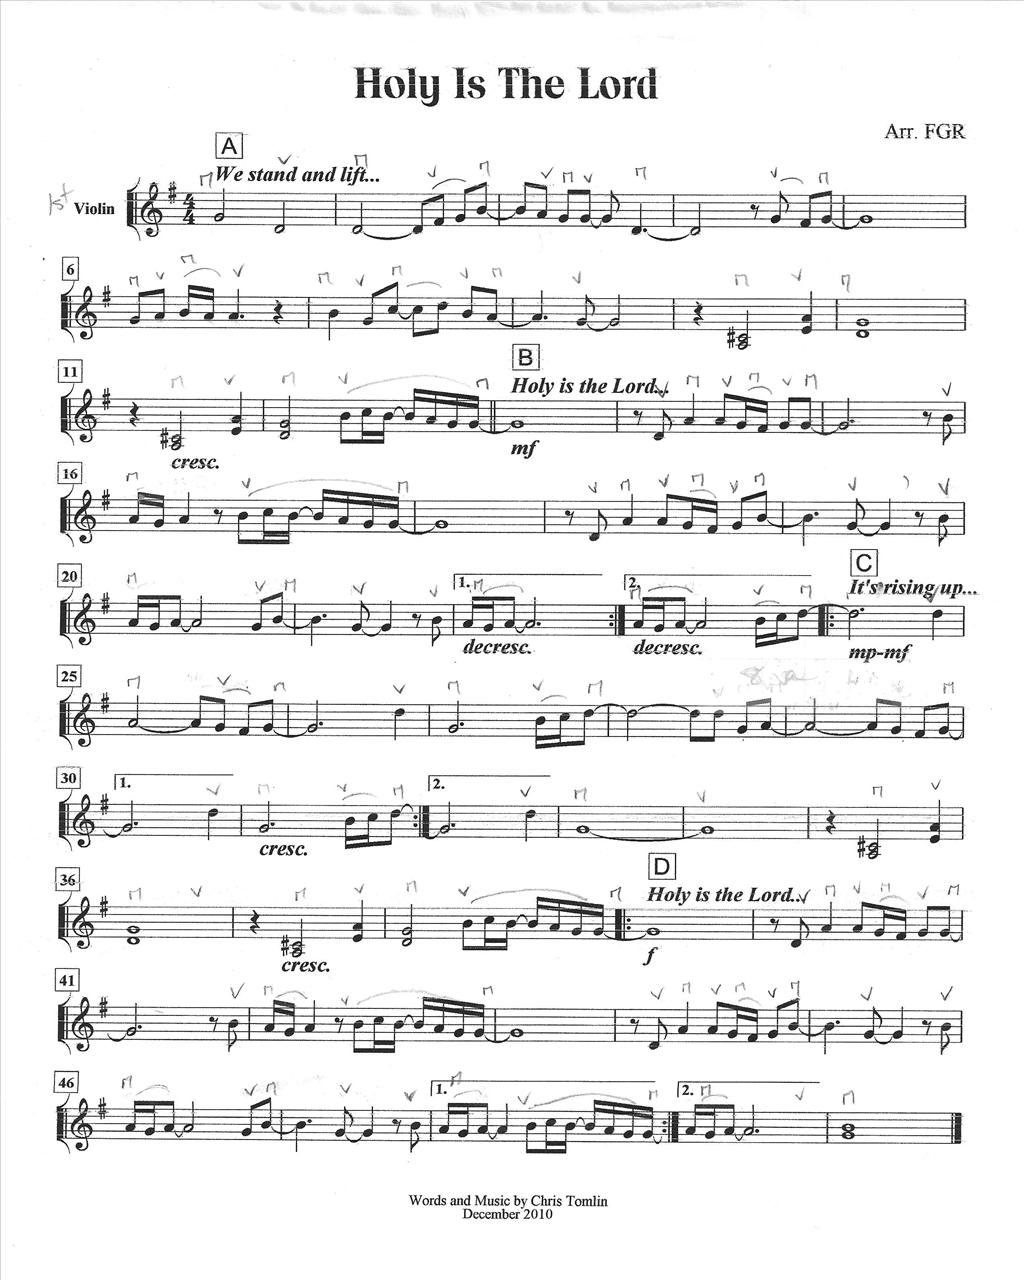 Holy Is The Lord
Arr. FGR
A
We stand and lift...
1st Violin
4/4
6
B
11
Holy is the Lord...
cresc.
mf
16
C
20
1.
2.
It's rising up...
decresc.
decresc.
mp-mf
25
8va
30
1.
2.
cresc.
D
36
Holy is the Lord...
cresc.
f
41
46
1.
2.
Words and Music by Chris Tomlin
December 2010